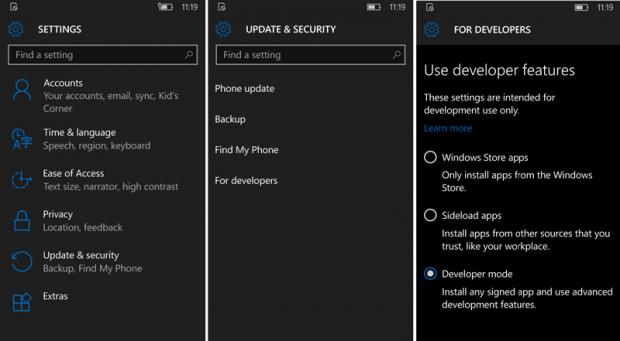 11:19
SETTINGS
Find a setting
Accounts
Your accounts, email, sync, Kid's
Corner
Time & language
Speech, region, keyboard
Ease of Access
Text size, narrator, high contrast
Privacy
Location, feedback
Update & security
Backup, Find My Phone
Extras
11:19
UPDATE & SECURITY
Find a setting
Phone update
Backup
Find My Phone
For developers
11:19
FOR DEVELOPERS
Use developer features
These settings are intended for
development use only.
Learn more
Windows Store apps
Only install apps from the Windows
Store.
Sideload apps
Install apps from other sources that you
trust, like your workplace.
Developer mode
Install any signed app and use advanced
development features.